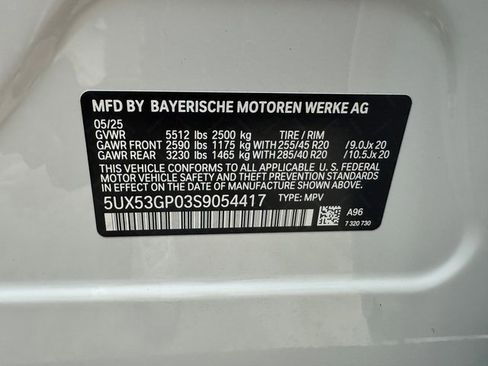 MFD BY BAYERISCHE MOTOREN WERKE AG
05/25
GVWR 5512 lbs 2500 kg TIRE / RIM
GAWR FRONT 2590 lbs 1175 kg WITH 255/45 R20 /9.0Jx 20
GAWR REAR 3230 lbs 1465 kg WITH 285/40 R20 /10.5Jx 20
THIS VEHICLE CONFORMS TO ALL APPLICABLE U. S. FEDERAL
MOTOR VEHICLE SAFETY AND THEFT PREVENTION STANDARDS
IN EFFECT ON THE DATE OF MANUFACTURE SHOWN ABOVE.
5UX53GP03S9054417 TYPE: MPV
A96
7 320 730